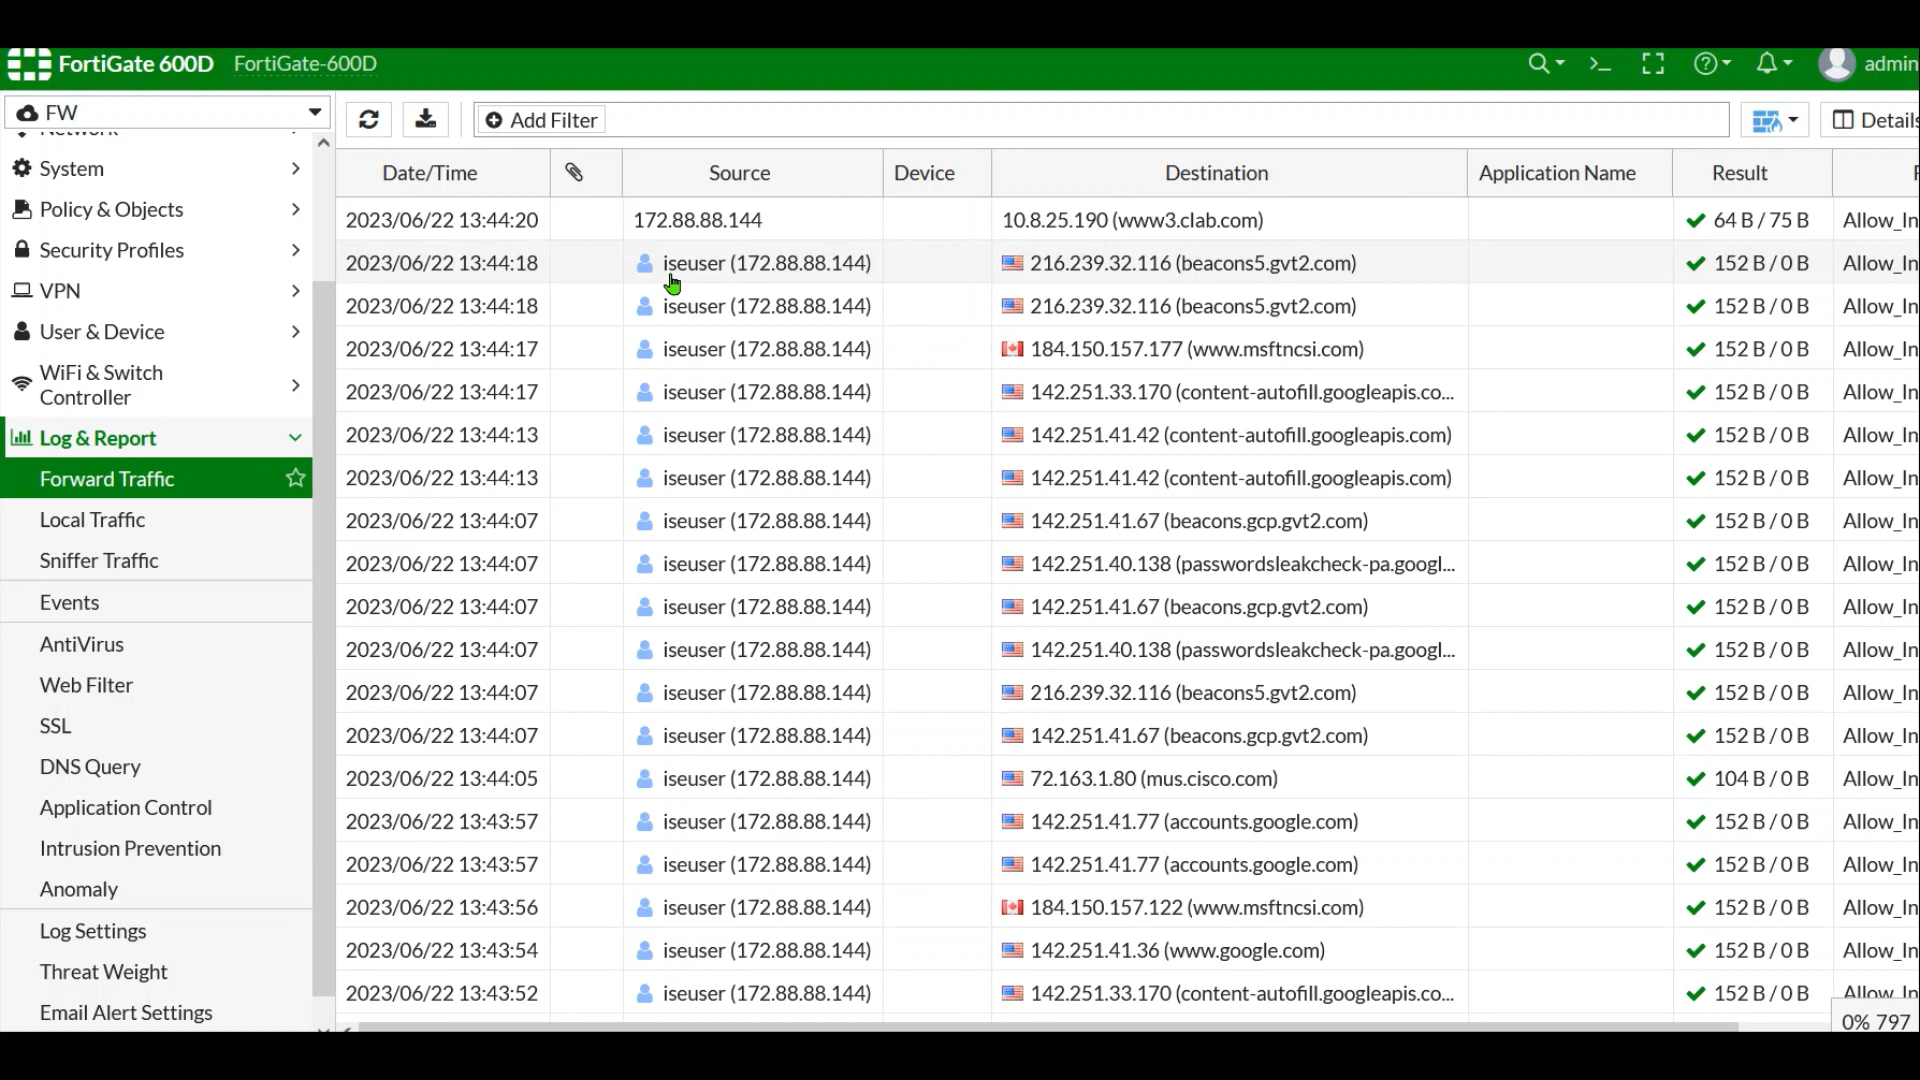 FortiGate 600D FortiGate-600D admin
FW Add Filter Details
Network
Date/Time Source Device Destination Application Name Result
System
Policy & Objects
Security Profiles
VPN
User & Device
WiFi & Switch
Controller
Log & Report
Forward Traffic
Local Traffic
Sniffer Traffic
Events
AntiVirus
Web Filter
SSL
DNS Query
Application Control
Intrusion Prevention
Anomaly
Log Settings
Threat Weight
Email Alert Settings
2023/06/22 13:44:20 172.88.88.144 10.8.25.190 (www3.clab.com) 64 B / 75 B Allow_In
2023/06/22 13:44:18 iseuser (172.88.88.144) 216.239.32.116 (beacons5.gvt2.com) 152 B / 0 B Allow_In
2023/06/22 13:44:18 iseuser (172.88.88.144) 216.239.32.116 (beacons5.gvt2.com) 152 B / 0 B Allow_In
2023/06/22 13:44:17 iseuser (172.88.88.144) 184.150.157.177 (www.msftncsi.com) 152 B / 0 B Allow_In
2023/06/22 13:44:17 iseuser (172.88.88.144) 142.251.33.170 (content-autofill.googleapis.co... 152 B / 0 B Allow_In
2023/06/22 13:44:13 iseuser (172.88.88.144) 142.251.41.42 (content-autofill.googleapis.com) 152 B / 0 B Allow_In
2023/06/22 13:44:13 iseuser (172.88.88.144) 142.251.41.42 (content-autofill.googleapis.com) 152 B / 0 B Allow_In
2023/06/22 13:44:07 iseuser (172.88.88.144) 142.251.41.67 (beacons.gcp.gvt2.com) 152 B / 0 B Allow_In
2023/06/22 13:44:07 iseuser (172.88.88.144) 142.251.40.138 (passwordsleakcheck-pa.googl... 152 B / 0 B Allow_In
2023/06/22 13:44:07 iseuser (172.88.88.144) 142.251.41.67 (beacons.gcp.gvt2.com) 152 B / 0 B Allow_In
2023/06/22 13:44:07 iseuser (172.88.88.144) 142.251.40.138 (passwordsleakcheck-pa.googl... 152 B / 0 B Allow_In
2023/06/22 13:44:07 iseuser (172.88.88.144) 216.239.32.116 (beacons5.gvt2.com) 152 B / 0 B Allow_In
2023/06/22 13:44:07 iseuser (172.88.88.144) 142.251.41.67 (beacons.gcp.gvt2.com) 152 B / 0 B Allow_In
2023/06/22 13:44:05 iseuser (172.88.88.144) 72.163.1.80 (mus.cisco.com) 104 B / 0 B Allow_In
2023/06/22 13:43:57 iseuser (172.88.88.144) 142.251.41.77 (accounts.google.com) 152 B / 0 B Allow_In
2023/06/22 13:43:57 iseuser (172.88.88.144) 142.251.41.77 (accounts.google.com) 152 B / 0 B Allow_In
2023/06/22 13:43:56 iseuser (172.88.88.144) 184.150.157.122 (www.msftncsi.com) 152 B / 0 B Allow_In
2023/06/22 13:43:54 iseuser (172.88.88.144) 142.251.41.36 (www.google.com) 152 B / 0 B Allow_In
2023/06/22 13:43:52 iseuser (172.88.88.144) 142.251.33.170 (content-autofill.googleapis.co... 152 B / 0 B Allow_In
0% 797